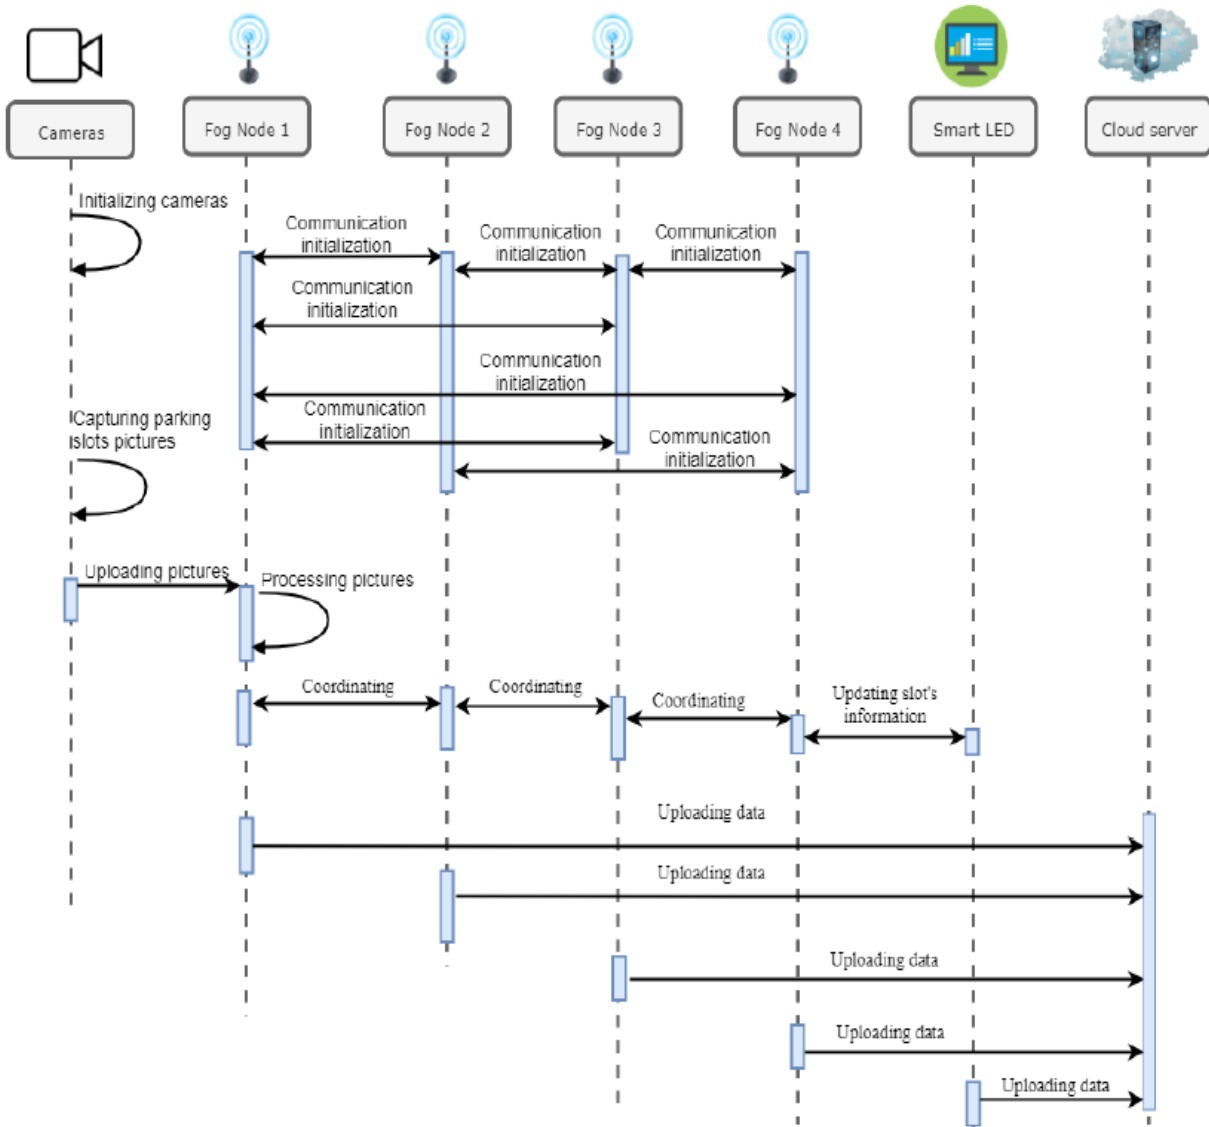 Cameras
Fog Node 1
Fog Node 2
Fog Node 3
Fog Node 4
Smart LED
Cloud server
Initializing cameras
Communication
initialization
Communication
initialization
Communication
initialization
Communication
initialization
Communication
initialization
Capturing parking
slots pictures
Communication
initialization
Communication
initialization
Uploading pictures
Processing pictures
Coordinating
Coordinating
Coordinating
Updating slot's
information
Uploading data
Uploading data
Uploading data
Uploading data
Uploading data